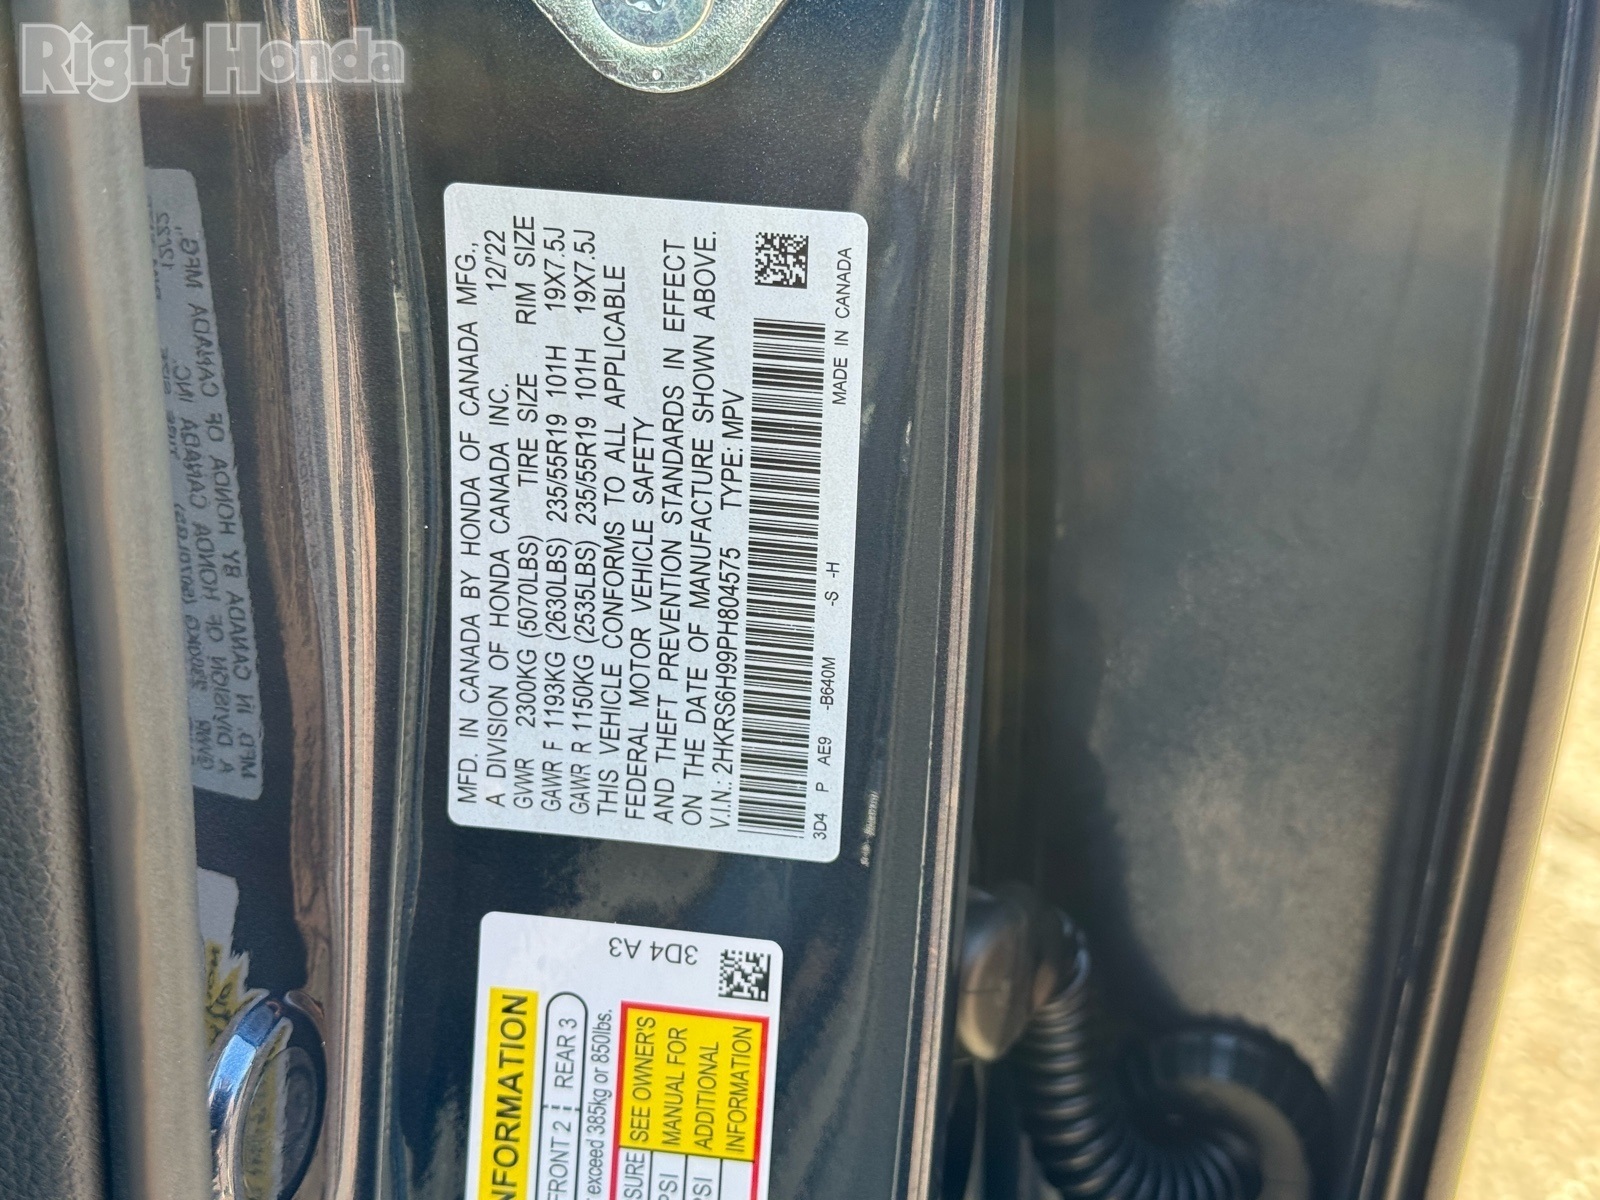 Right Honda
MFD. IN CANADA BY HONDA OF CANADA MFG.,
A DIVISION OF HONDA CANADA INC. 12/22
GVWR 2300KG (5070LBS) TIRE SIZE RIM SIZE
GAWR F 1193KG (2630LBS) 235/55R19 101H 19X7.5J
GAWR R 1150KG (2535LBS) 235/55R19 101H 19X7.5J
THIS VEHICLE CONFORMS TO ALL APPLICABLE
FEDERAL MOTOR VEHICLE SAFETY
AND THEFT PREVENTION STANDARDS IN EFFECT
ON THE DATE OF MANUFACTURE SHOWN ABOVE.
V.I.N.: 2HKRS6H99PH804575 TYPE: MPV
3D4 P AE9 -B640M -S -H MADE IN CANADA
3D4 A3
FRONT 2 REAR 3
exceed 385kg or 850lbs.
SEE OWNER'S
MANUAL FOR
ADDITIONAL
INFORMATION
PSI
PSI